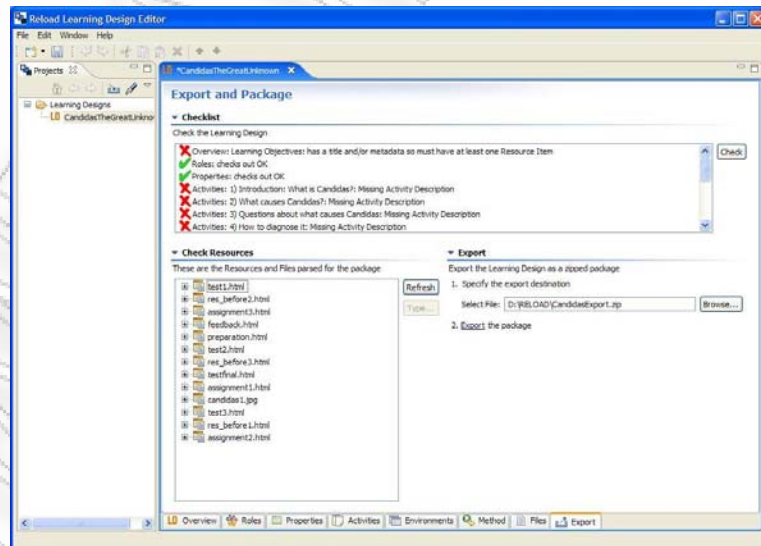 Reload Learning Design Editor
File Edit Window Help
Projects
Learning Designs
CandidasTheGreatUnkno
*CandidasTheGreatUnknown
Export and Package
Checklist
Check the Learning Design
Overview: Learning Objectives: has a title and/or metadata so must have at least one Resource Item
Roles: checks out OK
Properties: checks out OK
Activities: 1) Introduction: What is Candidas?: Missing Activity Description
Activities: 2) What causes Candidas?: Missing Activity Description
Activities: 3) Questions about what causes Candidas: Missing Activity Description
Activities: 4) How to diagnose it: Missing Activity Description
Check
Check Resources
These are the Resources and Files parsed for the package
test1.html
res_before2.html
assignment3.html
feedback.html
preparation.html
test2.html
res_before3.html
testfinal.html
assignment1.html
candidas1.jpg
test3.html
res_before1.html
assignment2.html
Refresh
Type...
Export
Export the Learning Design as a zipped package
1. Specify the export destination
Select File: D:\RELOAD\CandidasExport.zip Browse...
2. Export the package
LD Overview Roles Properties Activities Environments Method Files Export